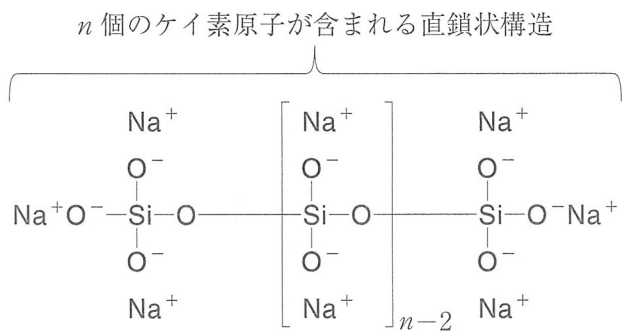 n 個のケイ素原子が含まれる直鎖状構造
Na⁺ Na⁺ Na⁺
O⁻ O⁻ O⁻
Na⁺O⁻—Si—O—[Si—O]n−2—Si—O⁻Na⁺
O⁻ O⁻ O⁻
Na⁺ Na⁺ Na⁺